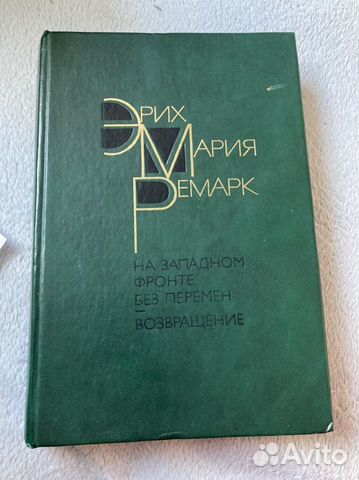 ЭРИХ
МАРИЯ
РЕМАРК
НА ЗАПАДНОМ
ФРОНТЕ
БЕЗ ПЕРЕМЕН
ВОЗВРАЩЕНИЕ
Avito